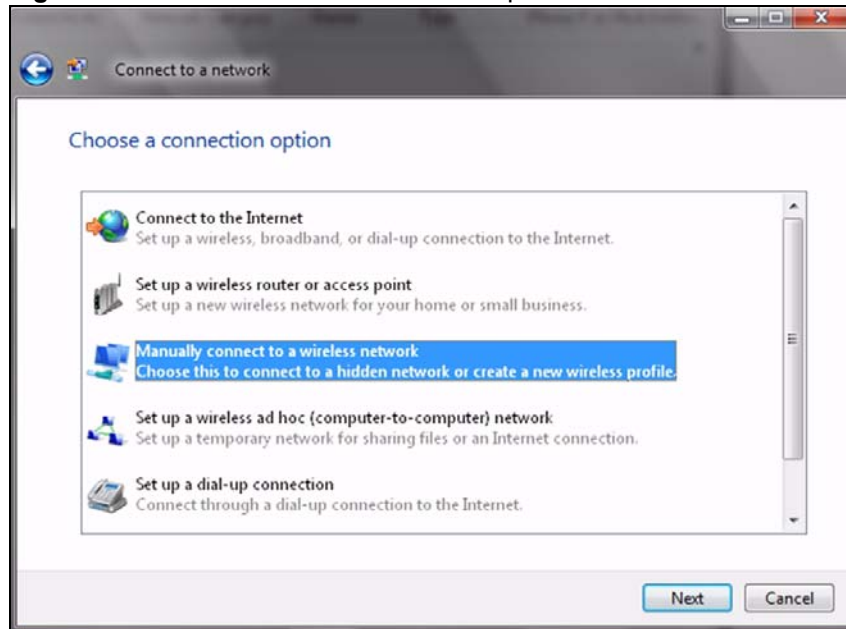 Connect to a network
Choose a connection option
Connect to the Internet
Set up a wireless, broadband, or dial-up connection to the Internet.
Set up a wireless router or access point
Set up a new wireless network for your home or small business.
Manually connect to a wireless network
Choose this to connect to a hidden network or create a new wireless profile.
Set up a wireless ad hoc (computer-to-computer) network
Set up a temporary network for sharing files or an Internet connection.
Set up a dial-up connection
Connect through a dial-up connection to the Internet.
Next Cancel